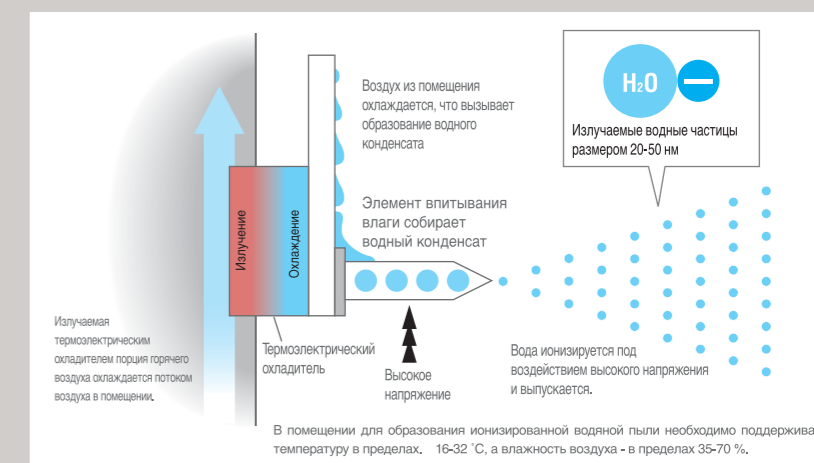 Воздух из помещения
охлаждается, что вызывает
образование водного
конденсата
H₂O
Излучаемые водные частицы
размером 20-50 нм
Элемент впитывания
влаги собирает
водный конденсат
Излучение
Охлаждение
Излучаемая
термоэлектрическим
охладителем порция горячего
воздуха охлаждается потоком
воздуха в помещении.
Термоэлектрический
охладитель
Высокое
напряжение
Вода ионизируется под
воздействием высокого напряжения
и выпускается.
В помещении для образования ионизированной водяной пыли необходимо поддержива
температуру в пределах. 16-32 ˚C, а влажность воздуха - в пределах 35-70 %.